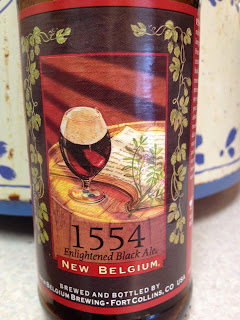 1554
Enlightened Black Ale.
NEW BELGIUM.
BREWED AND BOTTLED BY
BELGIUM BREWING • FORT COLLINS, CO USA